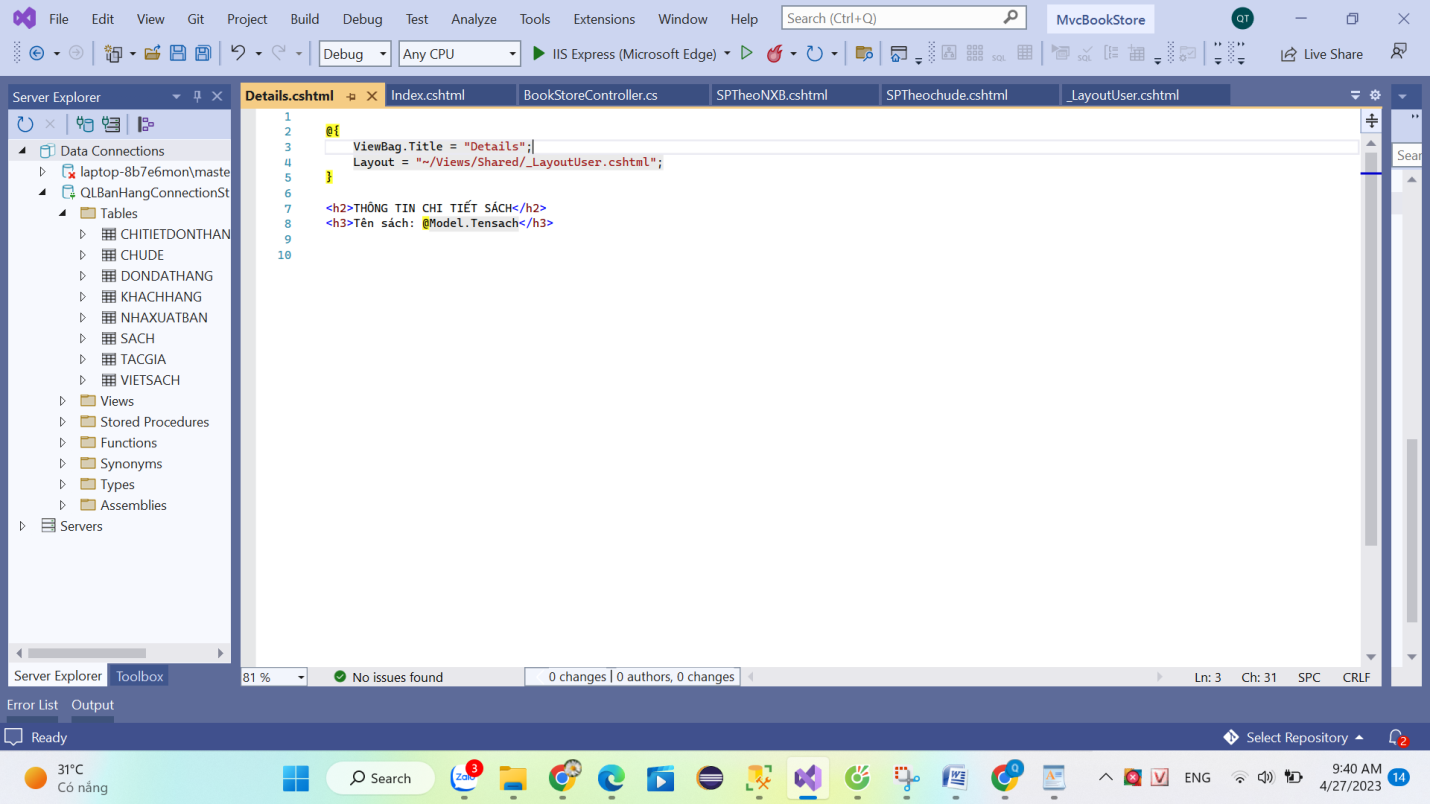 File Edit View Git Project Build Debug Test Analyze Tools Extensions Window Help Search (Ctrl+Q) MvcBookStore QT
Debug Any CPU IIS Express (Microsoft Edge) Live Share
Server Explorer
Details.cshtml Index.cshtml BookStoreController.cs SPTheoNXB.cshtml SPTheochude.cshtml _LayoutUser.cshtml
Data Connections
laptop-8b7e6mon\maste
QLBanHangConnectionSt
Tables
CHITIETDONTHAN
CHUDE
DONDATHANG
KHACHHANG
NHAXUATBAN
SACH
TACGIA
VIETSACH
Views
Stored Procedures
Functions
Synonyms
Types
Assemblies
Servers
Server Explorer Toolbox
1
2 @{
3 ViewBag.Title = "Details";
4 Layout = "~/Views/Shared/_LayoutUser.cshtml";
5 }
6
7 <h2>THÔNG TIN CHI TIẾT SÁCH</h2>
8 <h3>Tên sách: @Model.Tensach</h3>
9
10
Sear
81 % No issues found 0 changes | 0 authors, 0 changes Ln: 3 Ch: 31 SPC CRLF
Error List Output
Ready Select Repository 2
31°C
Có nắng
Search
Zalo 3
Q
ENG
9:40 AM
4/27/2023
14